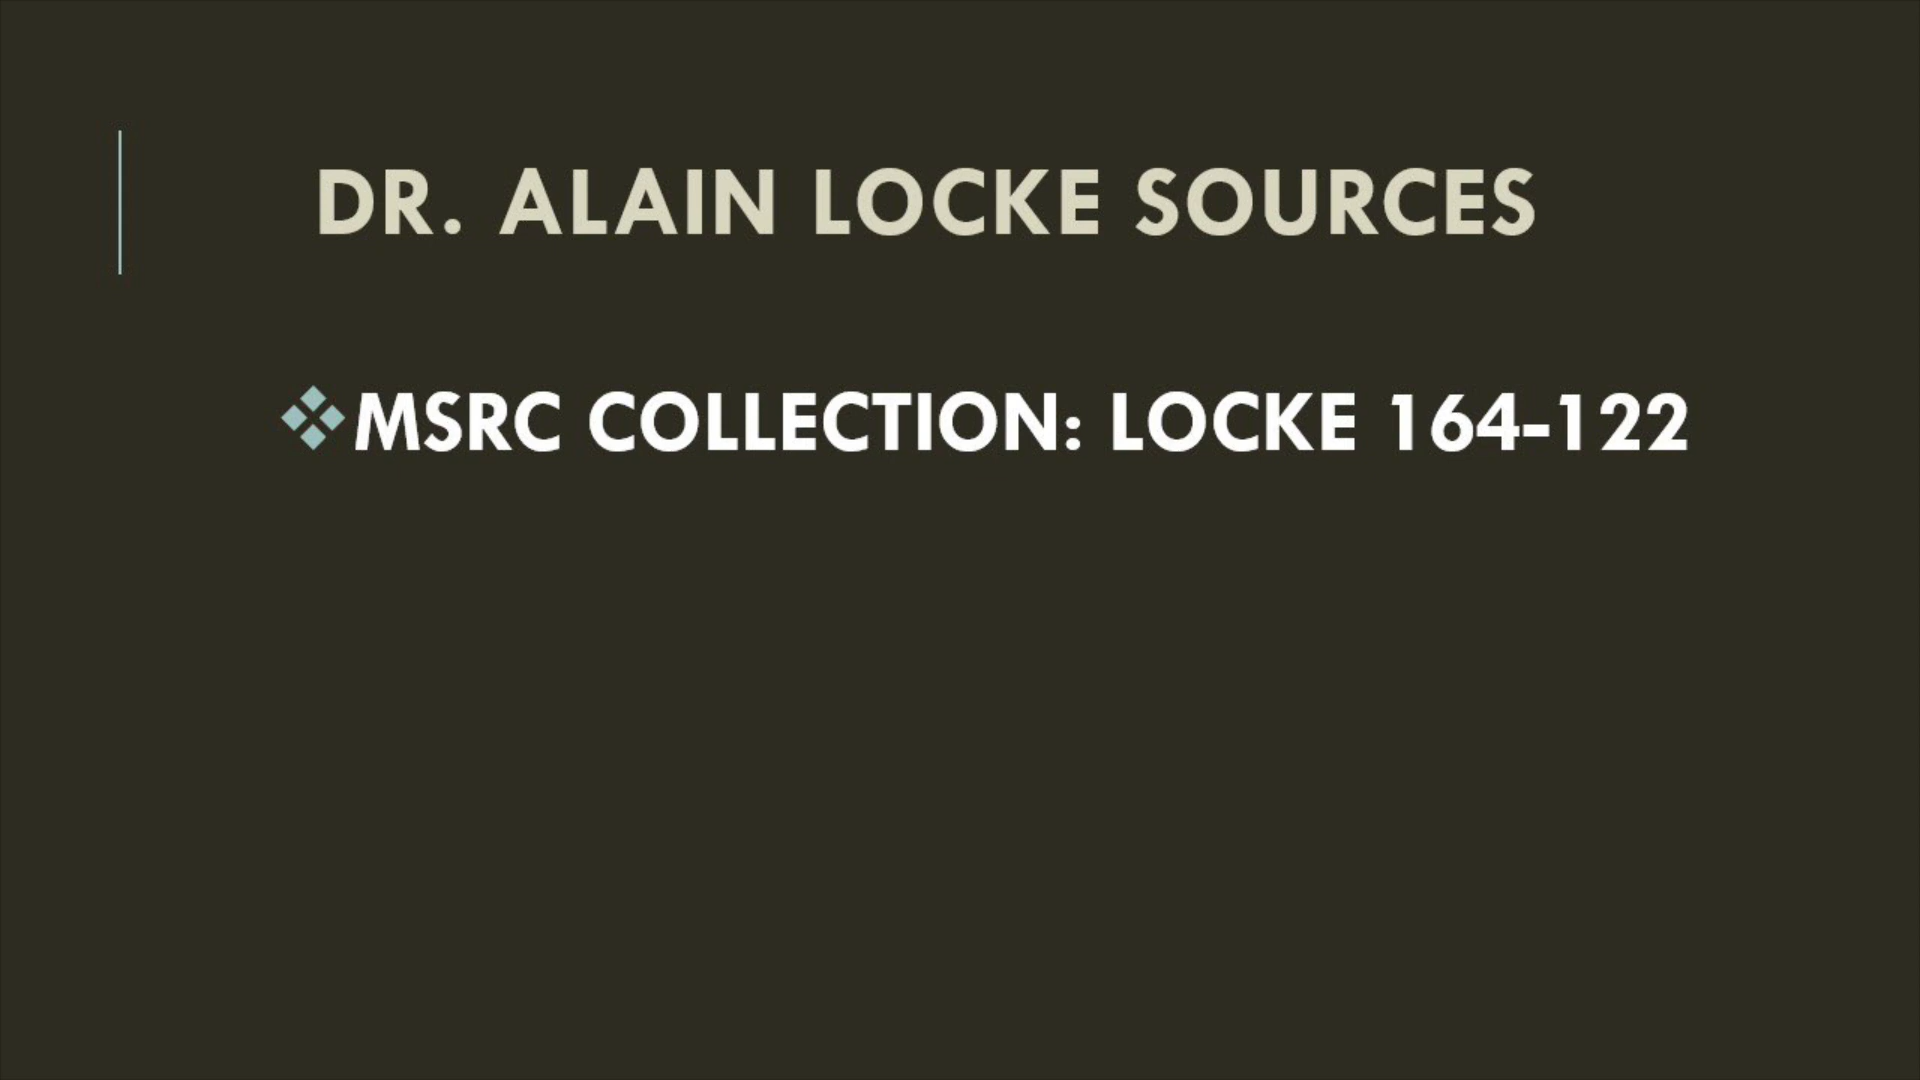 DR. ALAIN LOCKE SOURCES
❖MSRC COLLECTION: LOCKE 164-122